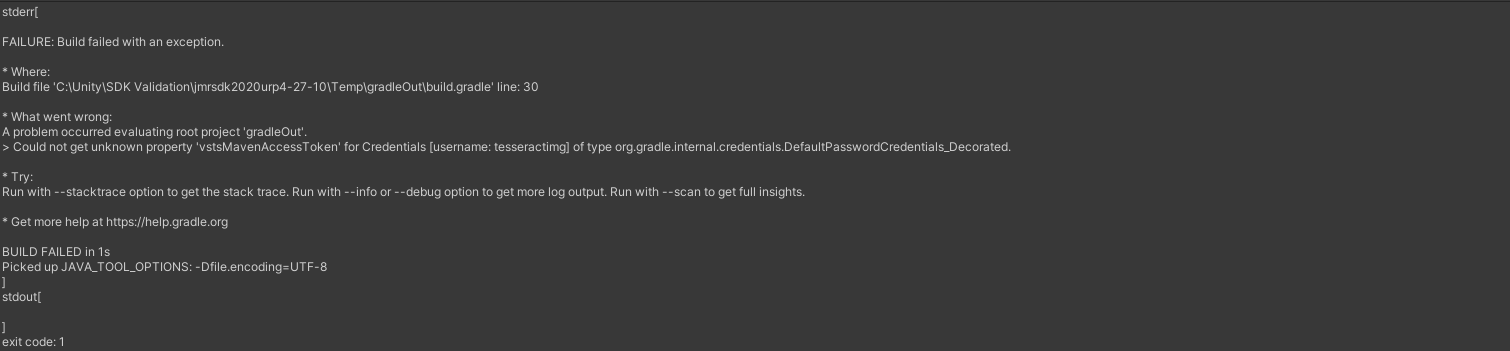 stderr[
FAILURE: Build failed with an exception.
* Where:
Build file 'C:\Unity\SDK Validation\jmrsdk2020urp4-27-10\Temp\gradleOut\build.gradle' line: 30
* What went wrong:
A problem occurred evaluating root project 'gradleOut'.
> Could not get unknown property 'vstsMavenAccessToken' for Credentials [username: tesseractimg] of type org.gradle.internal.credentials.DefaultPasswordCredentials_Decorated.
* Try:
Run with --stacktrace option to get the stack trace. Run with --info or --debug option to get more log output. Run with --scan to get full insights.
* Get more help at https://help.gradle.org
BUILD FAILED in 1s
Picked up JAVA_TOOL_OPTIONS: -Dfile.encoding=UTF-8
]
stdout[
]
exit code: 1